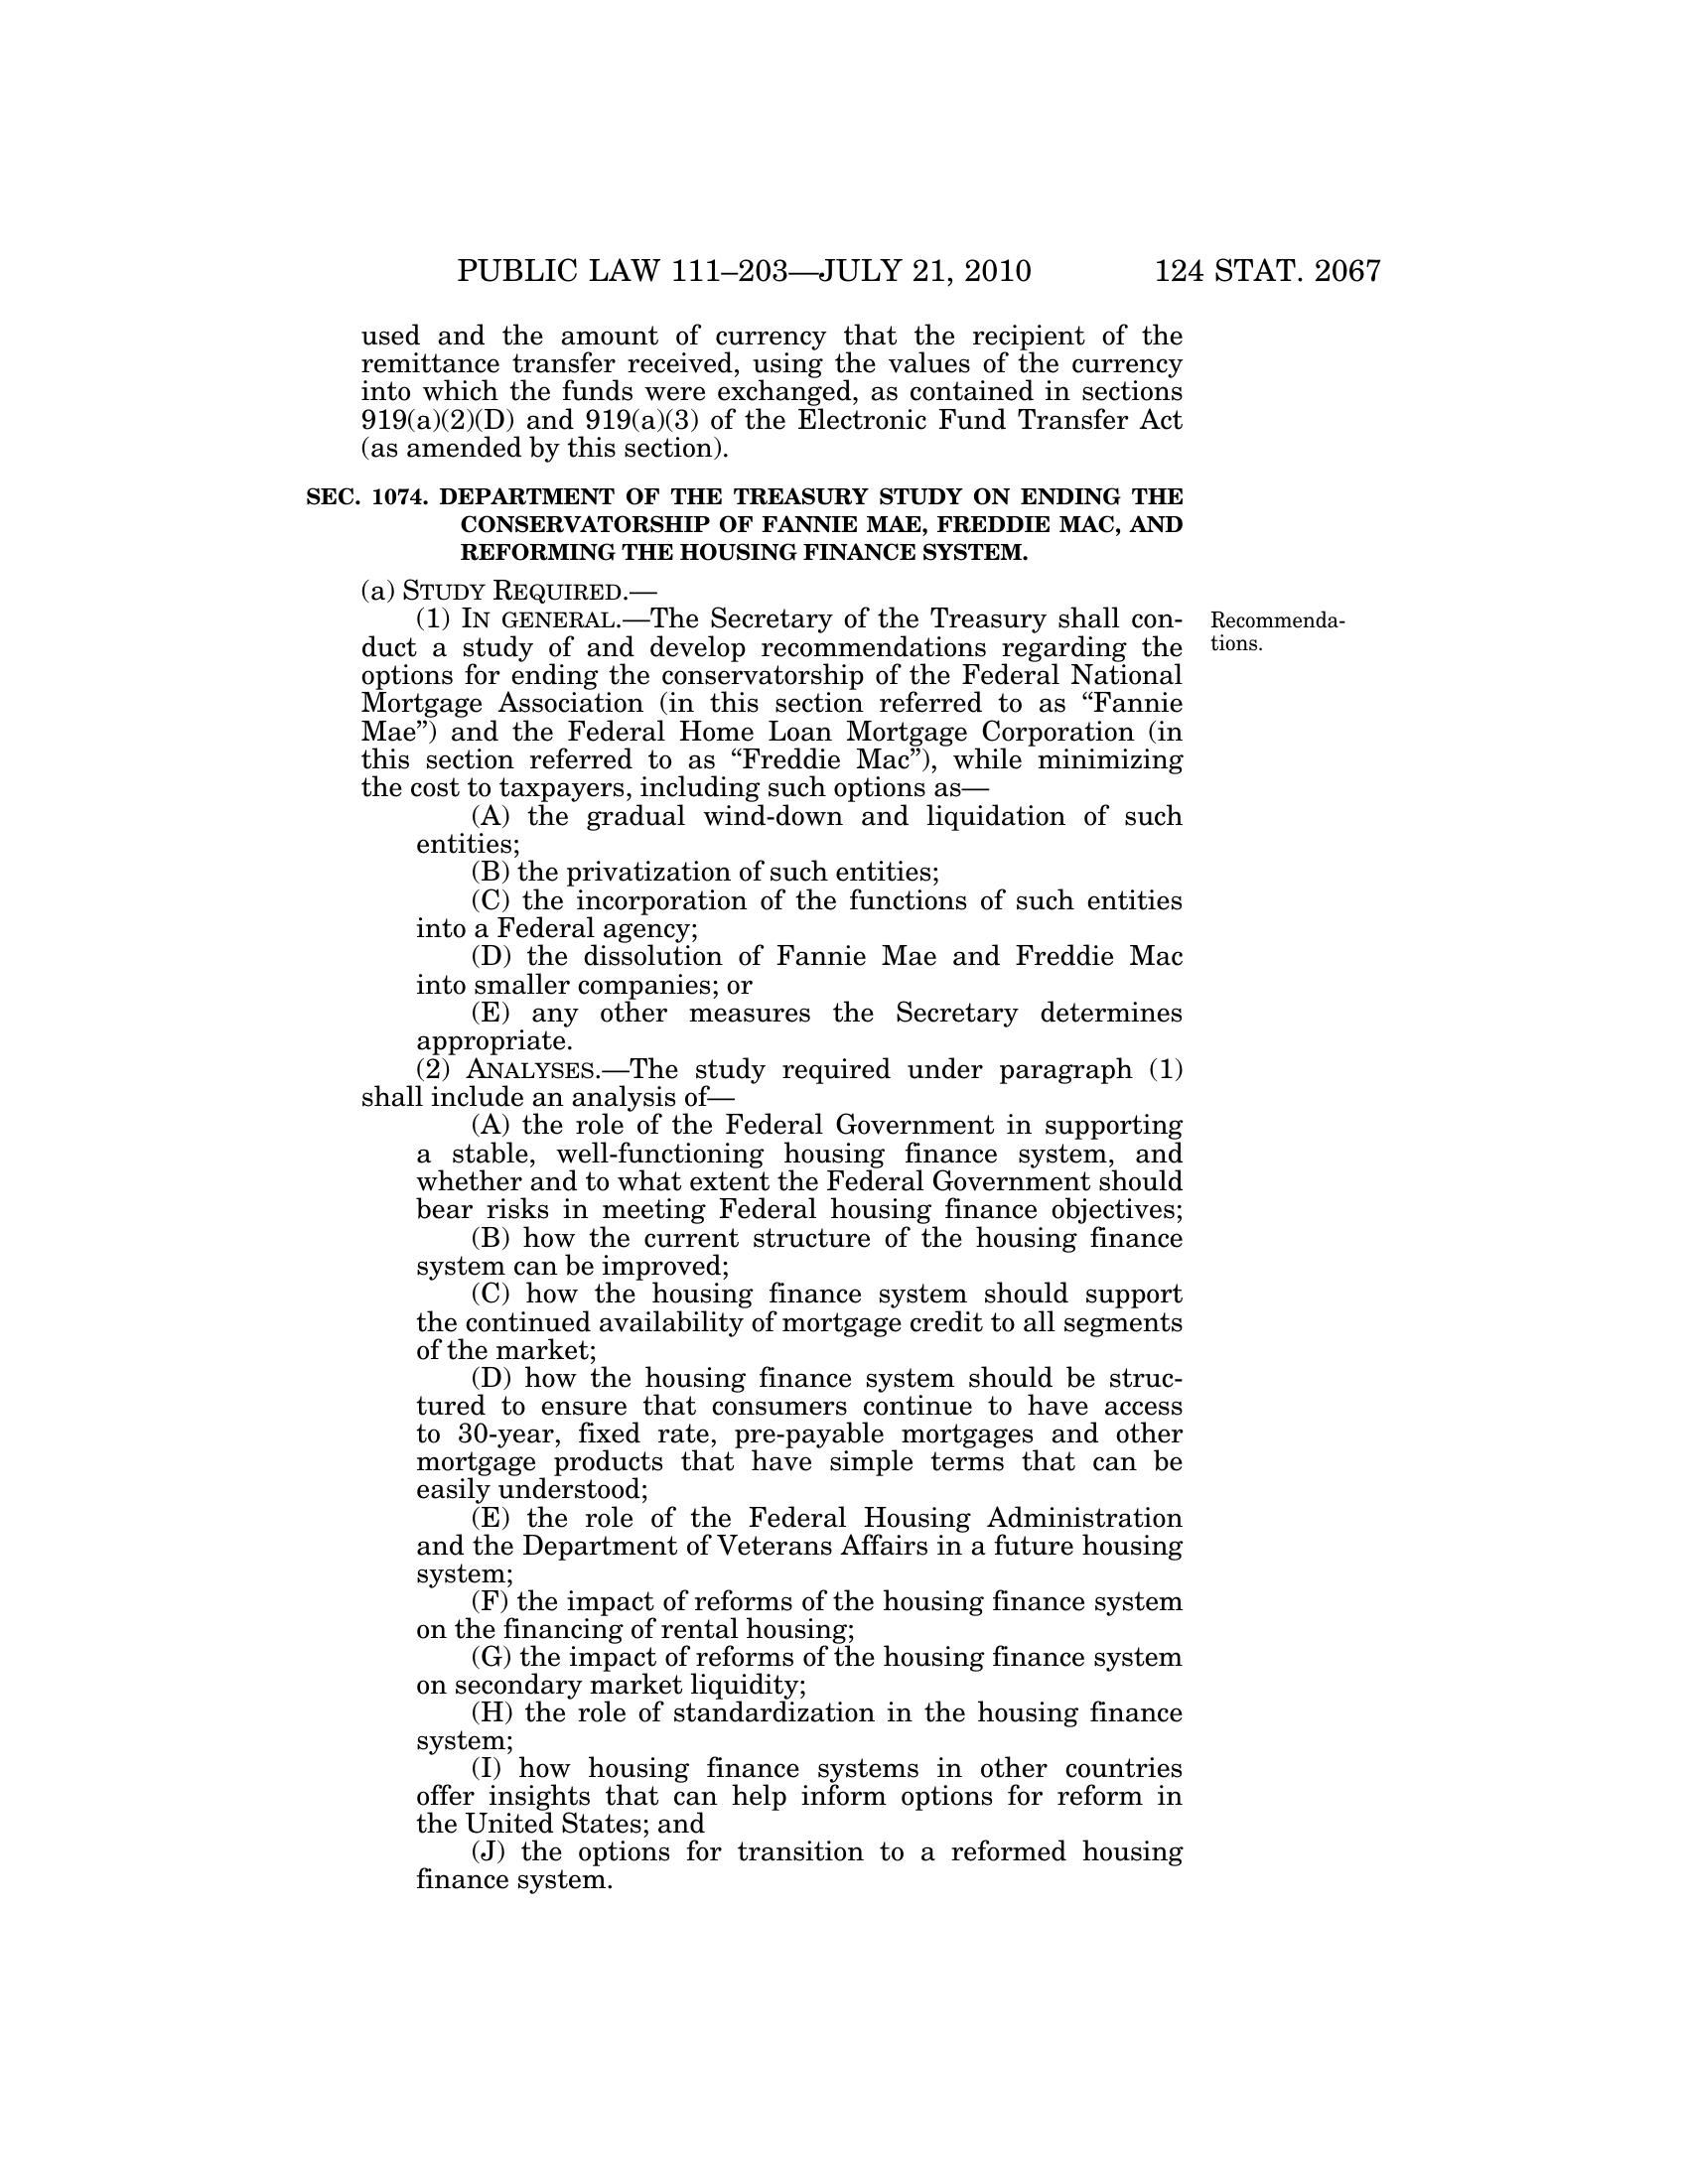 PUBLIC LAW 111–203—JULY 21, 2010 124 STAT. 2067
used and the amount of currency that the recipient of the
remittance transfer received, using the values of the currency
into which the funds were exchanged, as contained in sections
919(a)(2)(D) and 919(a)(3) of the Electronic Fund Transfer Act
(as amended by this section).
SEC. 1074. DEPARTMENT OF THE TREASURY STUDY ON ENDING THE
CONSERVATORSHIP OF FANNIE MAE, FREDDIE MAC, AND
REFORMING THE HOUSING FINANCE SYSTEM.
(a) STUDY REQUIRED.—
(1) IN GENERAL.—The Secretary of the Treasury shall con-
duct a study of and develop recommendations regarding the
options for ending the conservatorship of the Federal National
Mortgage Association (in this section referred to as “Fannie
Mae”) and the Federal Home Loan Mortgage Corporation (in
this section referred to as “Freddie Mac”), while minimizing
the cost to taxpayers, including such options as—
(A) the gradual wind-down and liquidation of such
entities;
(B) the privatization of such entities;
(C) the incorporation of the functions of such entities
into a Federal agency;
(D) the dissolution of Fannie Mae and Freddie Mac
into smaller companies; or
(E) any other measures the Secretary determines
appropriate.
(2) ANALYSES.—The study required under paragraph (1)
shall include an analysis of—
(A) the role of the Federal Government in supporting
a stable, well-functioning housing finance system, and
whether and to what extent the Federal Government should
bear risks in meeting Federal housing finance objectives;
(B) how the current structure of the housing finance
system can be improved;
(C) how the housing finance system should support
the continued availability of mortgage credit to all segments
of the market;
(D) how the housing finance system should be struc-
tured to ensure that consumers continue to have access
to 30-year, fixed rate, pre-payable mortgages and other
mortgage products that have simple terms that can be
easily understood;
(E) the role of the Federal Housing Administration
and the Department of Veterans Affairs in a future housing
system;
(F) the impact of reforms of the housing finance system
on the financing of rental housing;
(G) the impact of reforms of the housing finance system
on secondary market liquidity;
(H) the role of standardization in the housing finance
system;
(I) how housing finance systems in other countries
offer insights that can help inform options for reform in
the United States; and
(J) the options for transition to a reformed housing
finance system.
Recommenda-
tions.